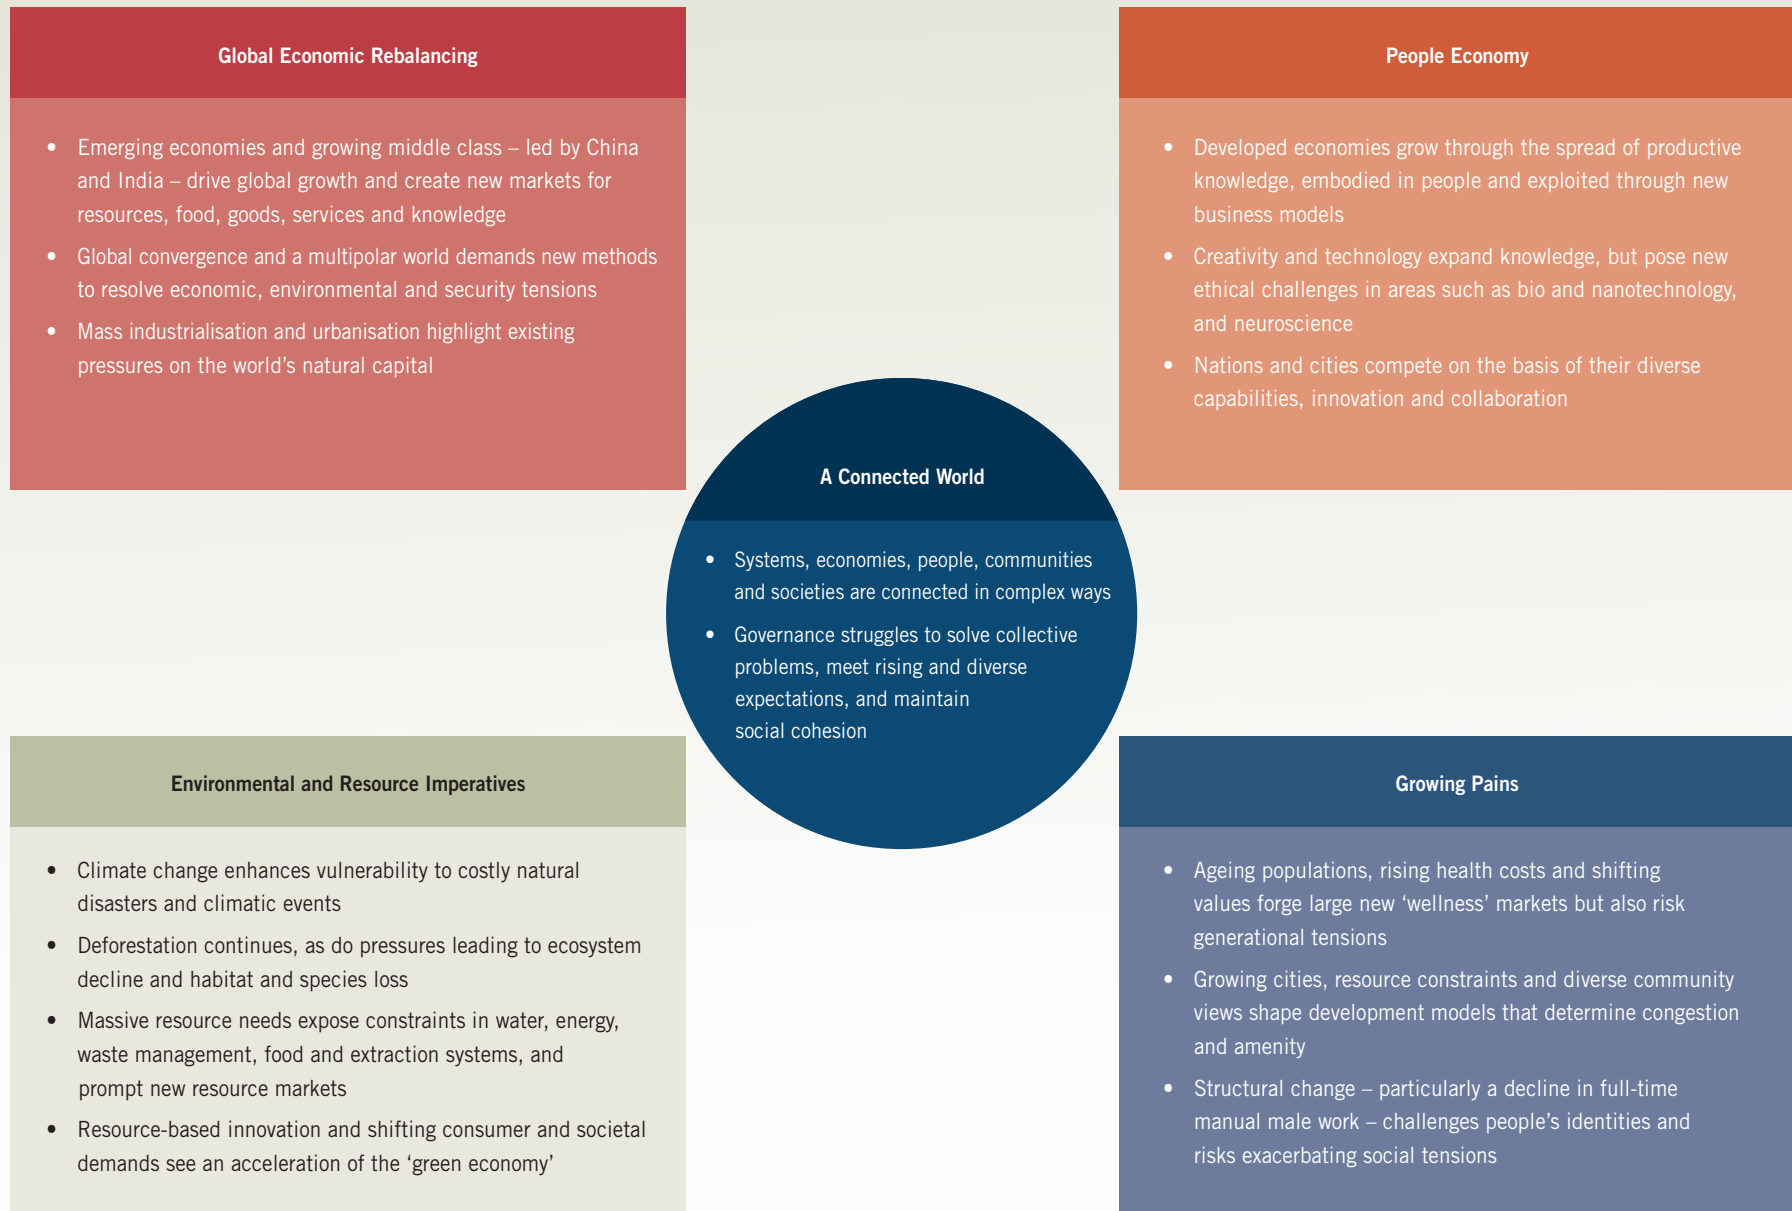 Global Economic Rebalancing
• Emerging economies and growing middle class – led by China
and India – drive global growth and create new markets for
resources, food, goods, services and knowledge
• Global convergence and a multipolar world demands new methods
to resolve economic, environmental and security tensions
• Mass industrialisation and urbanisation highlight existing
pressures on the world’s natural capital
People Economy
• Developed economies grow through the spread of productive
knowledge, embodied in people and exploited through new
business models
• Creativity and technology expand knowledge, but pose new
ethical challenges in areas such as bio and nanotechnology,
and neuroscience
• Nations and cities compete on the basis of their diverse
capabilities, innovation and collaboration
A Connected World
• Systems, economies, people, communities
and societies are connected in complex ways
• Governance struggles to solve collective
problems, meet rising and diverse
expectations, and maintain
social cohesion
Environmental and Resource Imperatives
• Climate change enhances vulnerability to costly natural
disasters and climatic events
• Deforestation continues, as do pressures leading to ecosystem
decline and habitat and species loss
• Massive resource needs expose constraints in water, energy,
waste management, food and extraction systems, and
prompt new resource markets
• Resource-based innovation and shifting consumer and societal
demands see an acceleration of the ‘green economy’
Growing Pains
• Ageing populations, rising health costs and shifting
values forge large new ‘wellness’ markets but also risk
generational tensions
• Growing cities, resource constraints and diverse community
views shape development models that determine congestion
and amenity
• Structural change – particularly a decline in full-time
manual male work – challenges people’s identities and
risks exacerbating social tensions